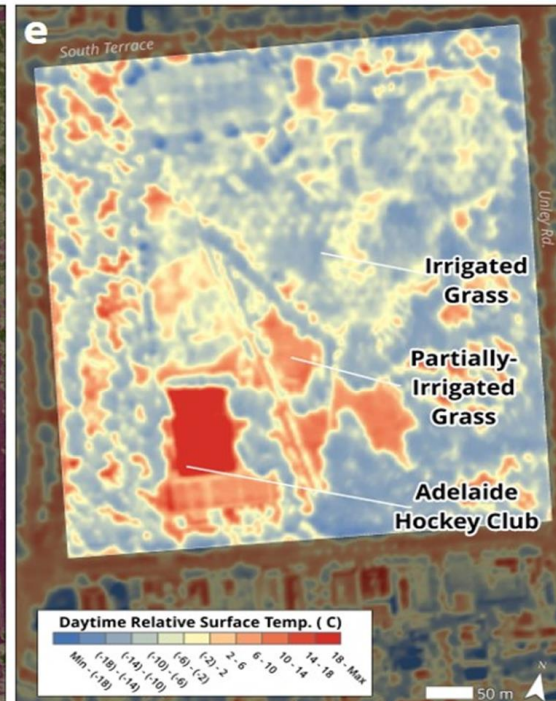 e
South Terrace
Unley Rd.
Irrigated
Grass
Partially-
Irrigated
Grass
Adelaide
Hockey Club
Daytime Relative Surface Temp. ( C)
Min - (-18)
(-18) - (-14)
(-14) - (-10)
(-10) - (-6)
(-6) - (-2)
(-2) - 2
2 - 6
6 - 10
10 - 14
14 - 18
18 - Max
N
50 m